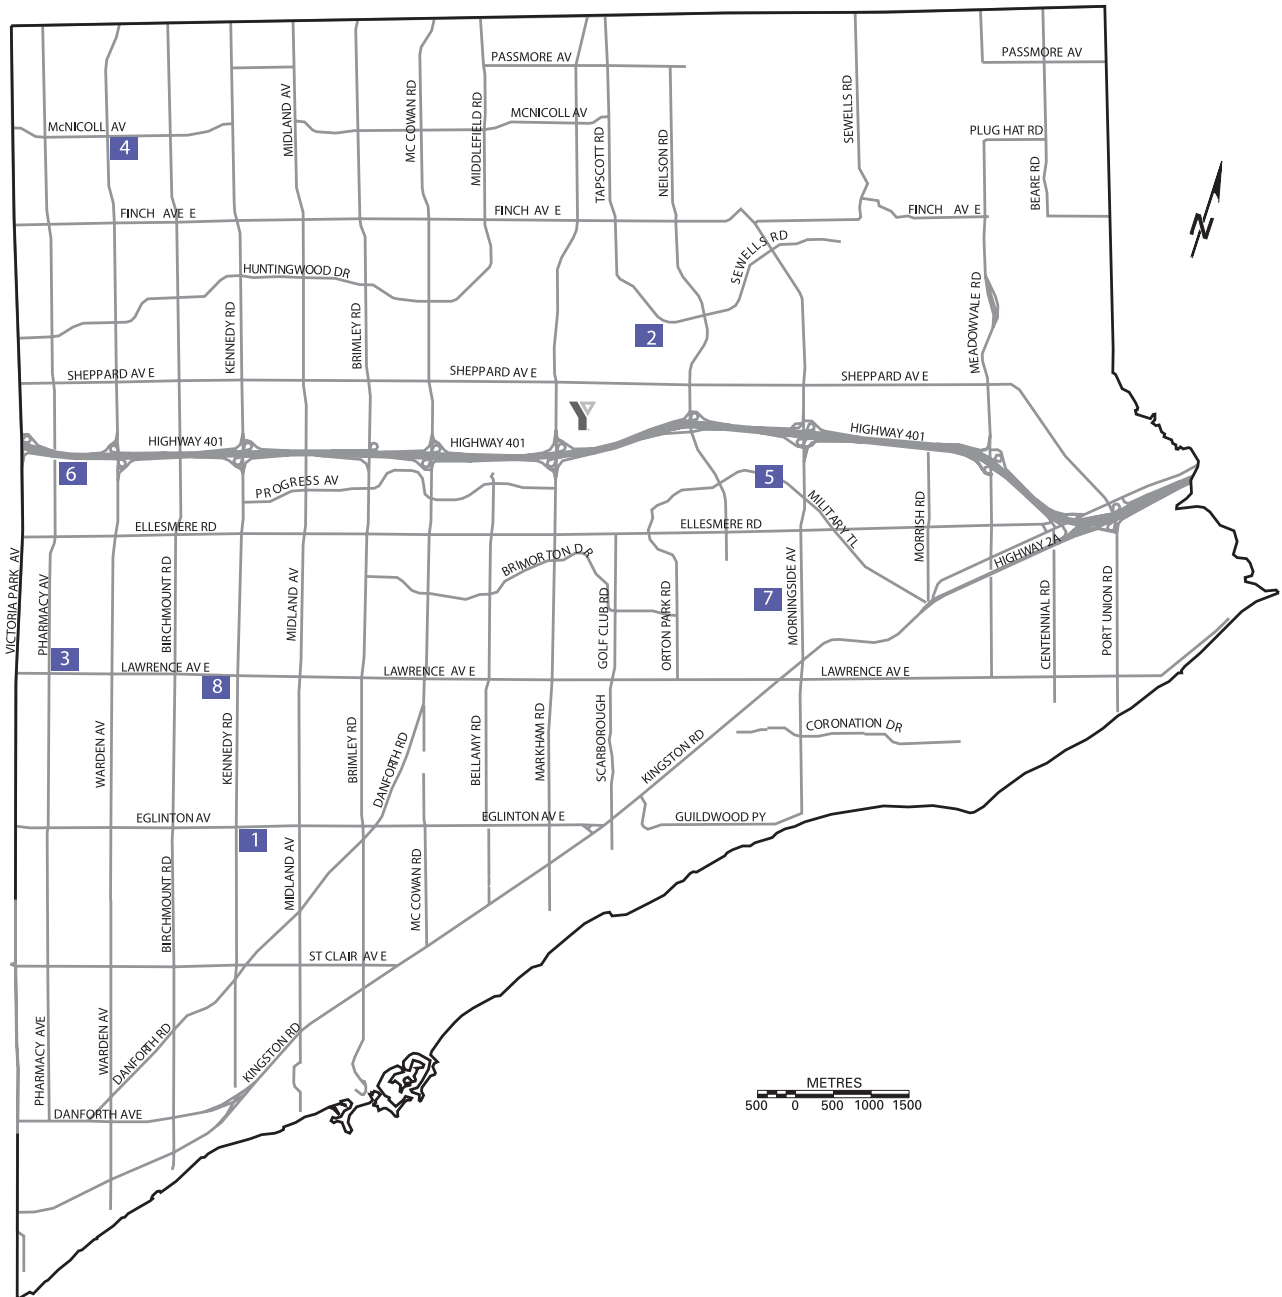 PASSMORE AV
PASSMORE AV
McNICOLL AV
MCNICOLL AV
MIDLAND AV
MC COWAN RD
MIDDLEFIELD RD
TAPSCOTT RD
NEILSON RD
SEWELLS RD
PLUG HAT RD
BEARE RD
4
N
FINCH AVE E
FINCH AV E
FINCH AV E
SEWELLS RD
HUNTINGWOOD DR
KENNEDY RD
BRIMLEY RD
MEADOWVALE RD
2
SHEPPARD AV E
SHEPPARD AV E
SHEPPARD AV E
Y
HIGHWAY 401
HIGHWAY 401
HIGHWAY 401
6
5
PROGRESS AV
MILITARY TL
MORRISH RD
ELLESMERE RD
ELLESMERE RD
HIGHWAY 2A
BRIMORTON DR
VICTORIA PARK AV
PHARMACY AV
BIRCHMOUNT RD
MIDLAND AV
GOLF CLUB RD
ORTON PARK RD
MORNINGSIDE AV
7
CENTENNIAL RD
PORT UNION RD
3
LAWRENCE AV E
LAWRENCE AV E
LAWRENCE AV E
8
WARDEN AV
KENNEDY RD
BRIMLEY RD
DANFORTH RD
BELLAMY RD
MARKHAM RD
SCARBOROUGH
KINGSTON RD
CORONATION DR
EGLINTON AV
EGLINTON AV E
GUILDWOOD PY
1
BIRCHMOUNT RD
MIDLAND AV
MC COWAN RD
ST CLAIR AV E
PHARMACY AVE
WARDEN AV
DANFORTH RD
KINGSTON RD
DANFORTH AVE
METRES
500 0 500 1000 1500